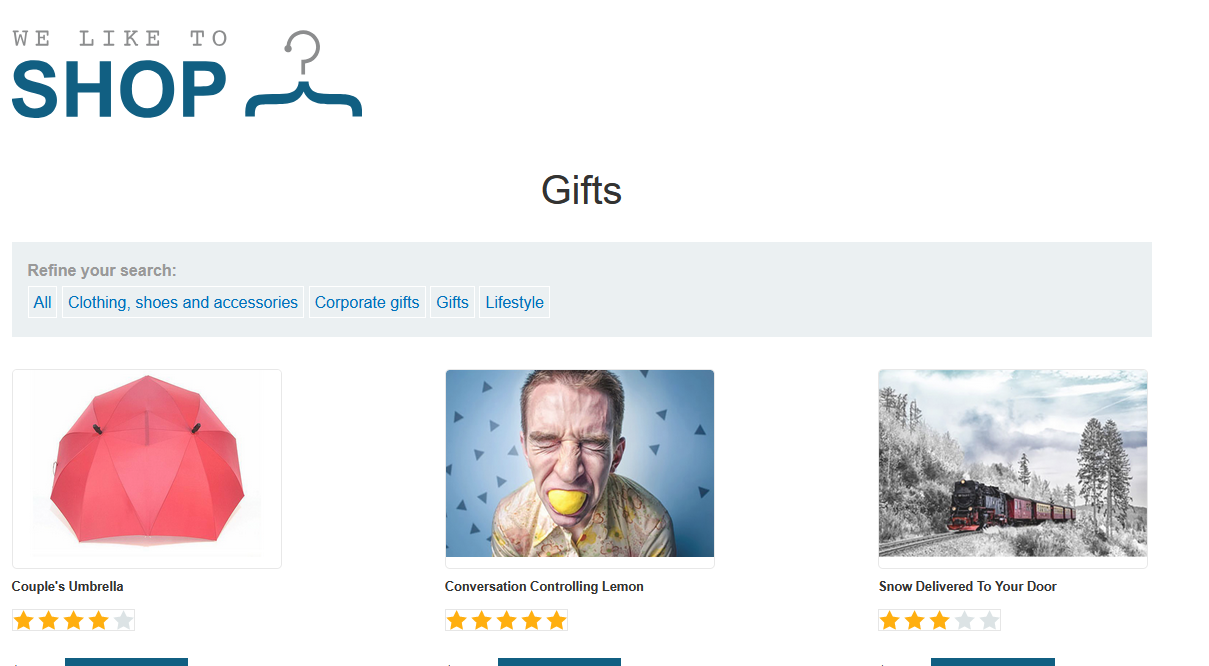 WE LIKE TO
SHOP
Gifts
Refine your search:
All Clothing, shoes and accessories Corporate gifts Gifts Lifestyle
Couple's Umbrella Conversation Controlling Lemon Snow Delivered To Your Door